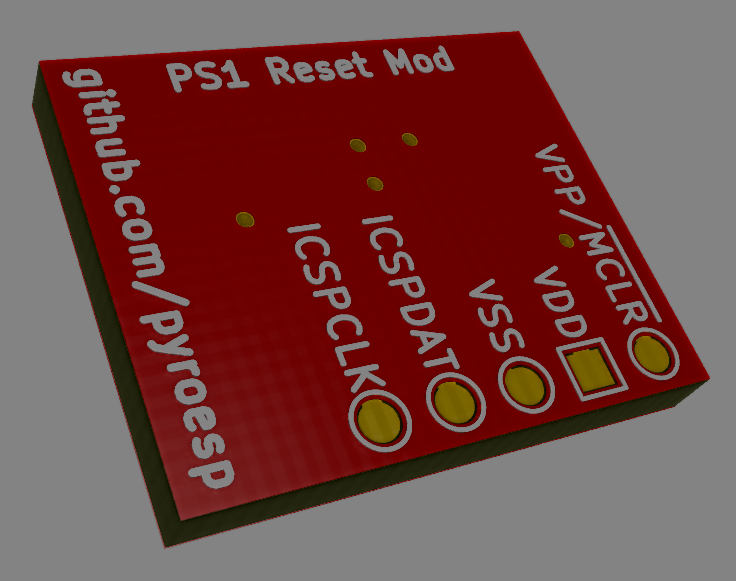 PS1 Reset Mod
github.com/pyroesp
ICSPCLK
ICSPDAT
VSS
VDD
VPP/MCLR